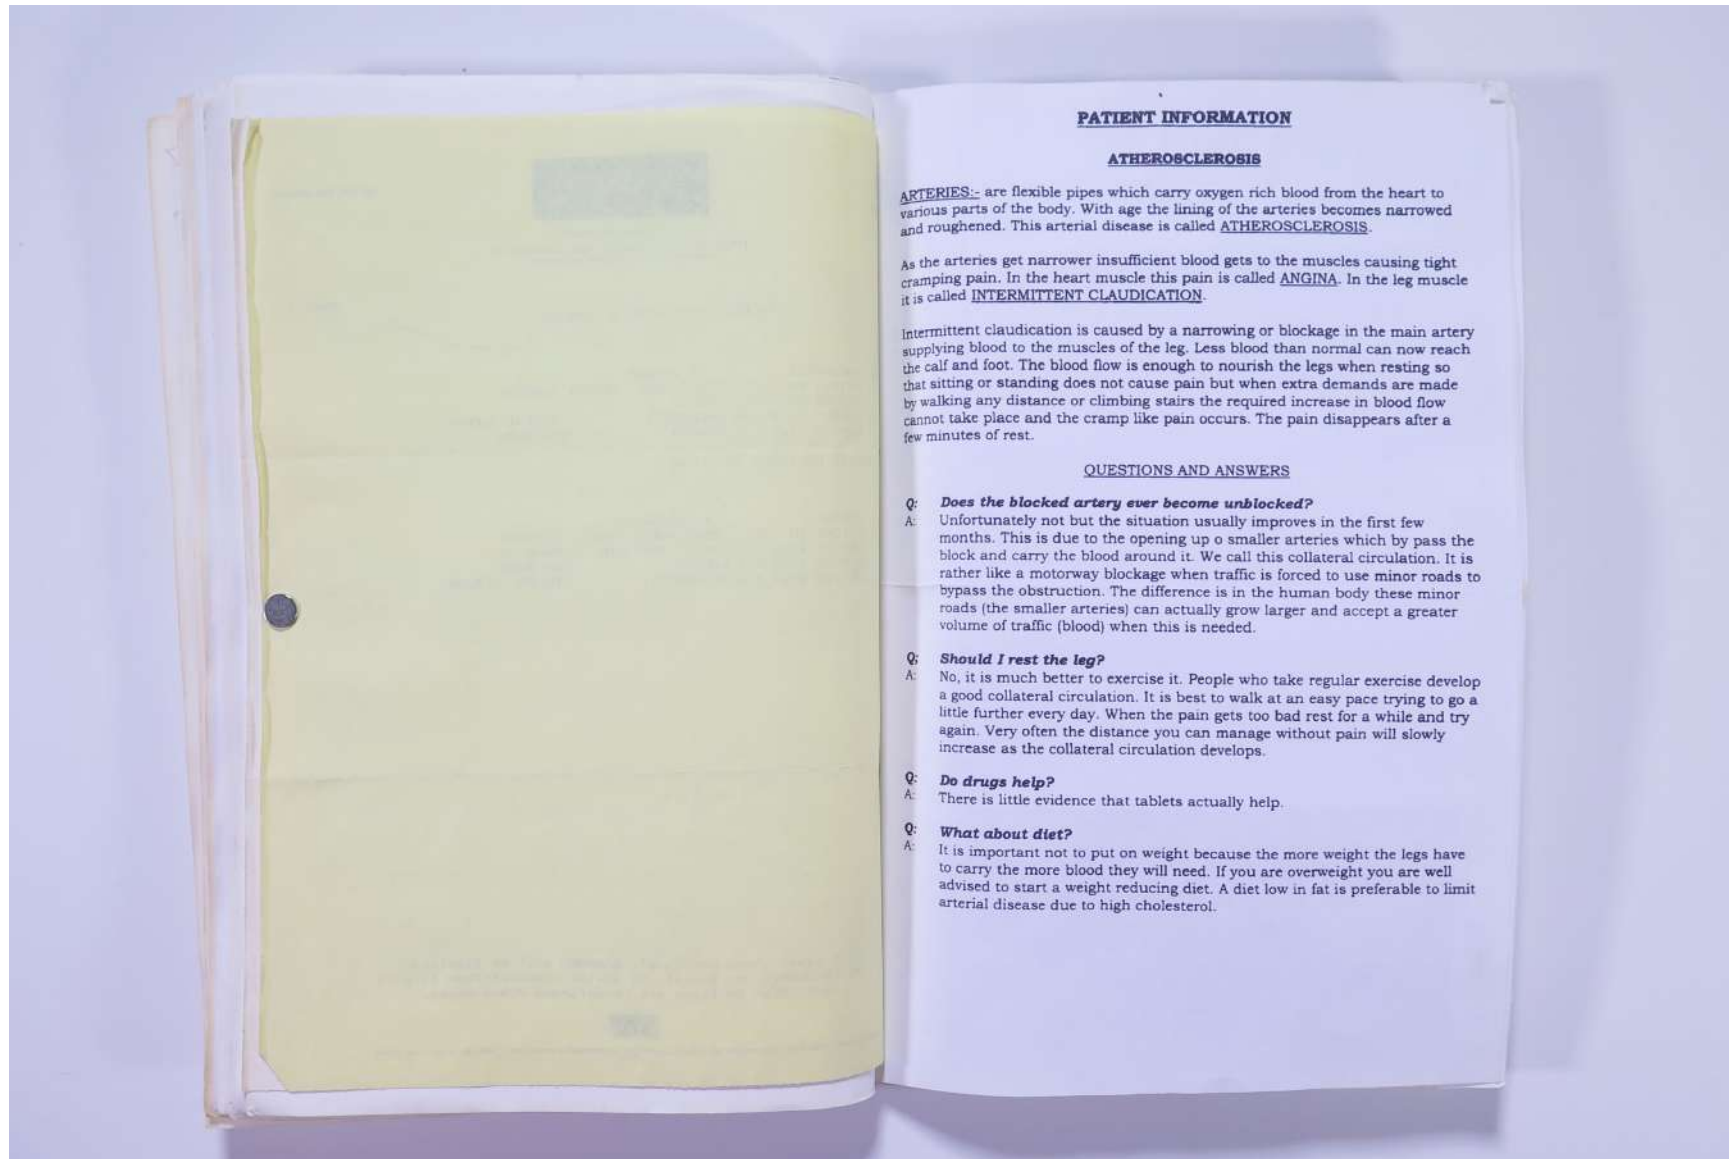 PATIENT INFORMATION
ATHEROSCLEROSIS
ARTERIES:- are flexible pipes which carry oxygen rich blood from the heart to
various parts of the body. With age the lining of the arteries becomes narrowed
and roughened. This arterial disease is called ATHEROSCLEROSIS.
As the arteries get narrower insufficient blood gets to the muscles causing tight
cramping pain. In the heart muscle this pain is called ANGINA. In the leg muscle
it is called INTERMITTENT CLAUDICATION.
Intermittent claudication is caused by a narrowing or blockage in the main artery
supplying blood to the muscles of the leg. Less blood than normal can now reach
the calf and foot. The blood flow is enough to nourish the legs when resting so
that sitting or standing does not cause pain but when extra demands are made
by walking any distance or climbing stairs the required increase in blood flow
cannot take place and the cramp like pain occurs. The pain disappears after a
few minutes of rest.
QUESTIONS AND ANSWERS
Q: Does the blocked artery ever become unblocked?
A: Unfortunately not but the situation usually improves in the first few
months. This is due to the opening up o smaller arteries which by pass the
block and carry the blood around it. We call this collateral circulation. It is
rather like a motorway blockage when traffic is forced to use minor roads to
bypass the obstruction. The difference is in the human body these minor
roads (the smaller arteries) can actually grow larger and accept a greater
volume of traffic (blood) when this is needed.
Q; Should I rest the leg?
A: No, it is much better to exercise it. People who take regular exercise develop
a good collateral circulation. It is best to walk at an easy pace trying to go a
little further every day. When the pain gets too bad rest for a while and try
again. Very often the distance you can manage without pain will slowly
increase as the collateral circulation develops.
Q: Do drugs help?
A: There is little evidence that tablets actually help.
Q: What about diet?
A: It is important not to put on weight because the more weight the legs have
to carry the more blood they will need. If you are overweight you are well
advised to start a weight reducing diet. A diet low in fat is preferable to limit
arterial disease due to high cholesterol.